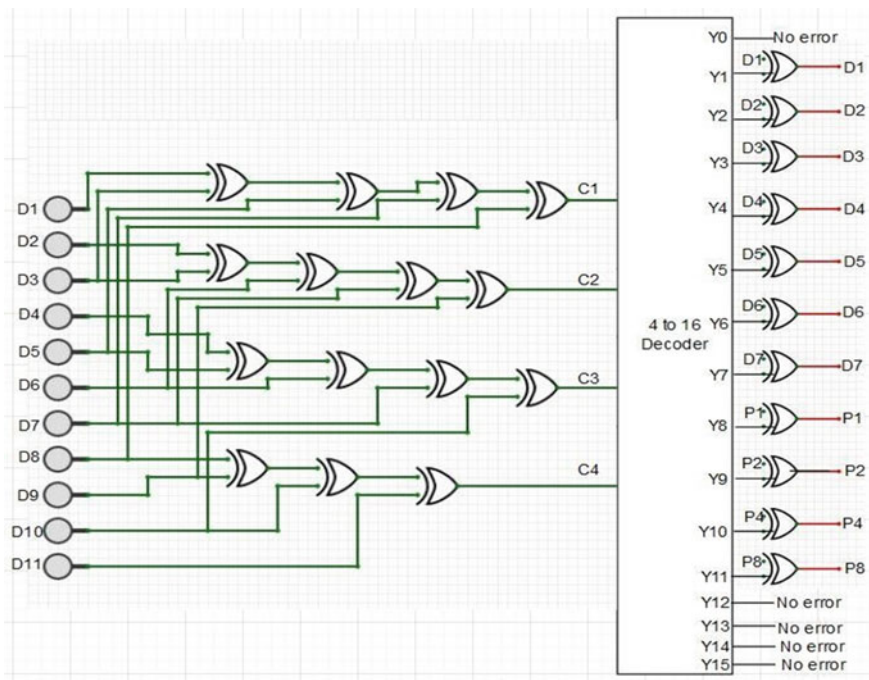 D1
D2
D3
D4
D5
D6
D7
D8
D9
D10
D11
C1
C2
C3
C4
4 to 16
Decoder
Y0 No error
Y1 D1 D1
Y2 D2 D2
Y3 D3 D3
Y4 D4 D4
Y5 D5 D5
Y6 D6 D6
Y7 D7 D7
Y8 P1 P1
Y9 P2 P2
Y10 P4 P4
Y11 P8 P8
Y12 No error
Y13 No error
Y14 No error
Y15 No error